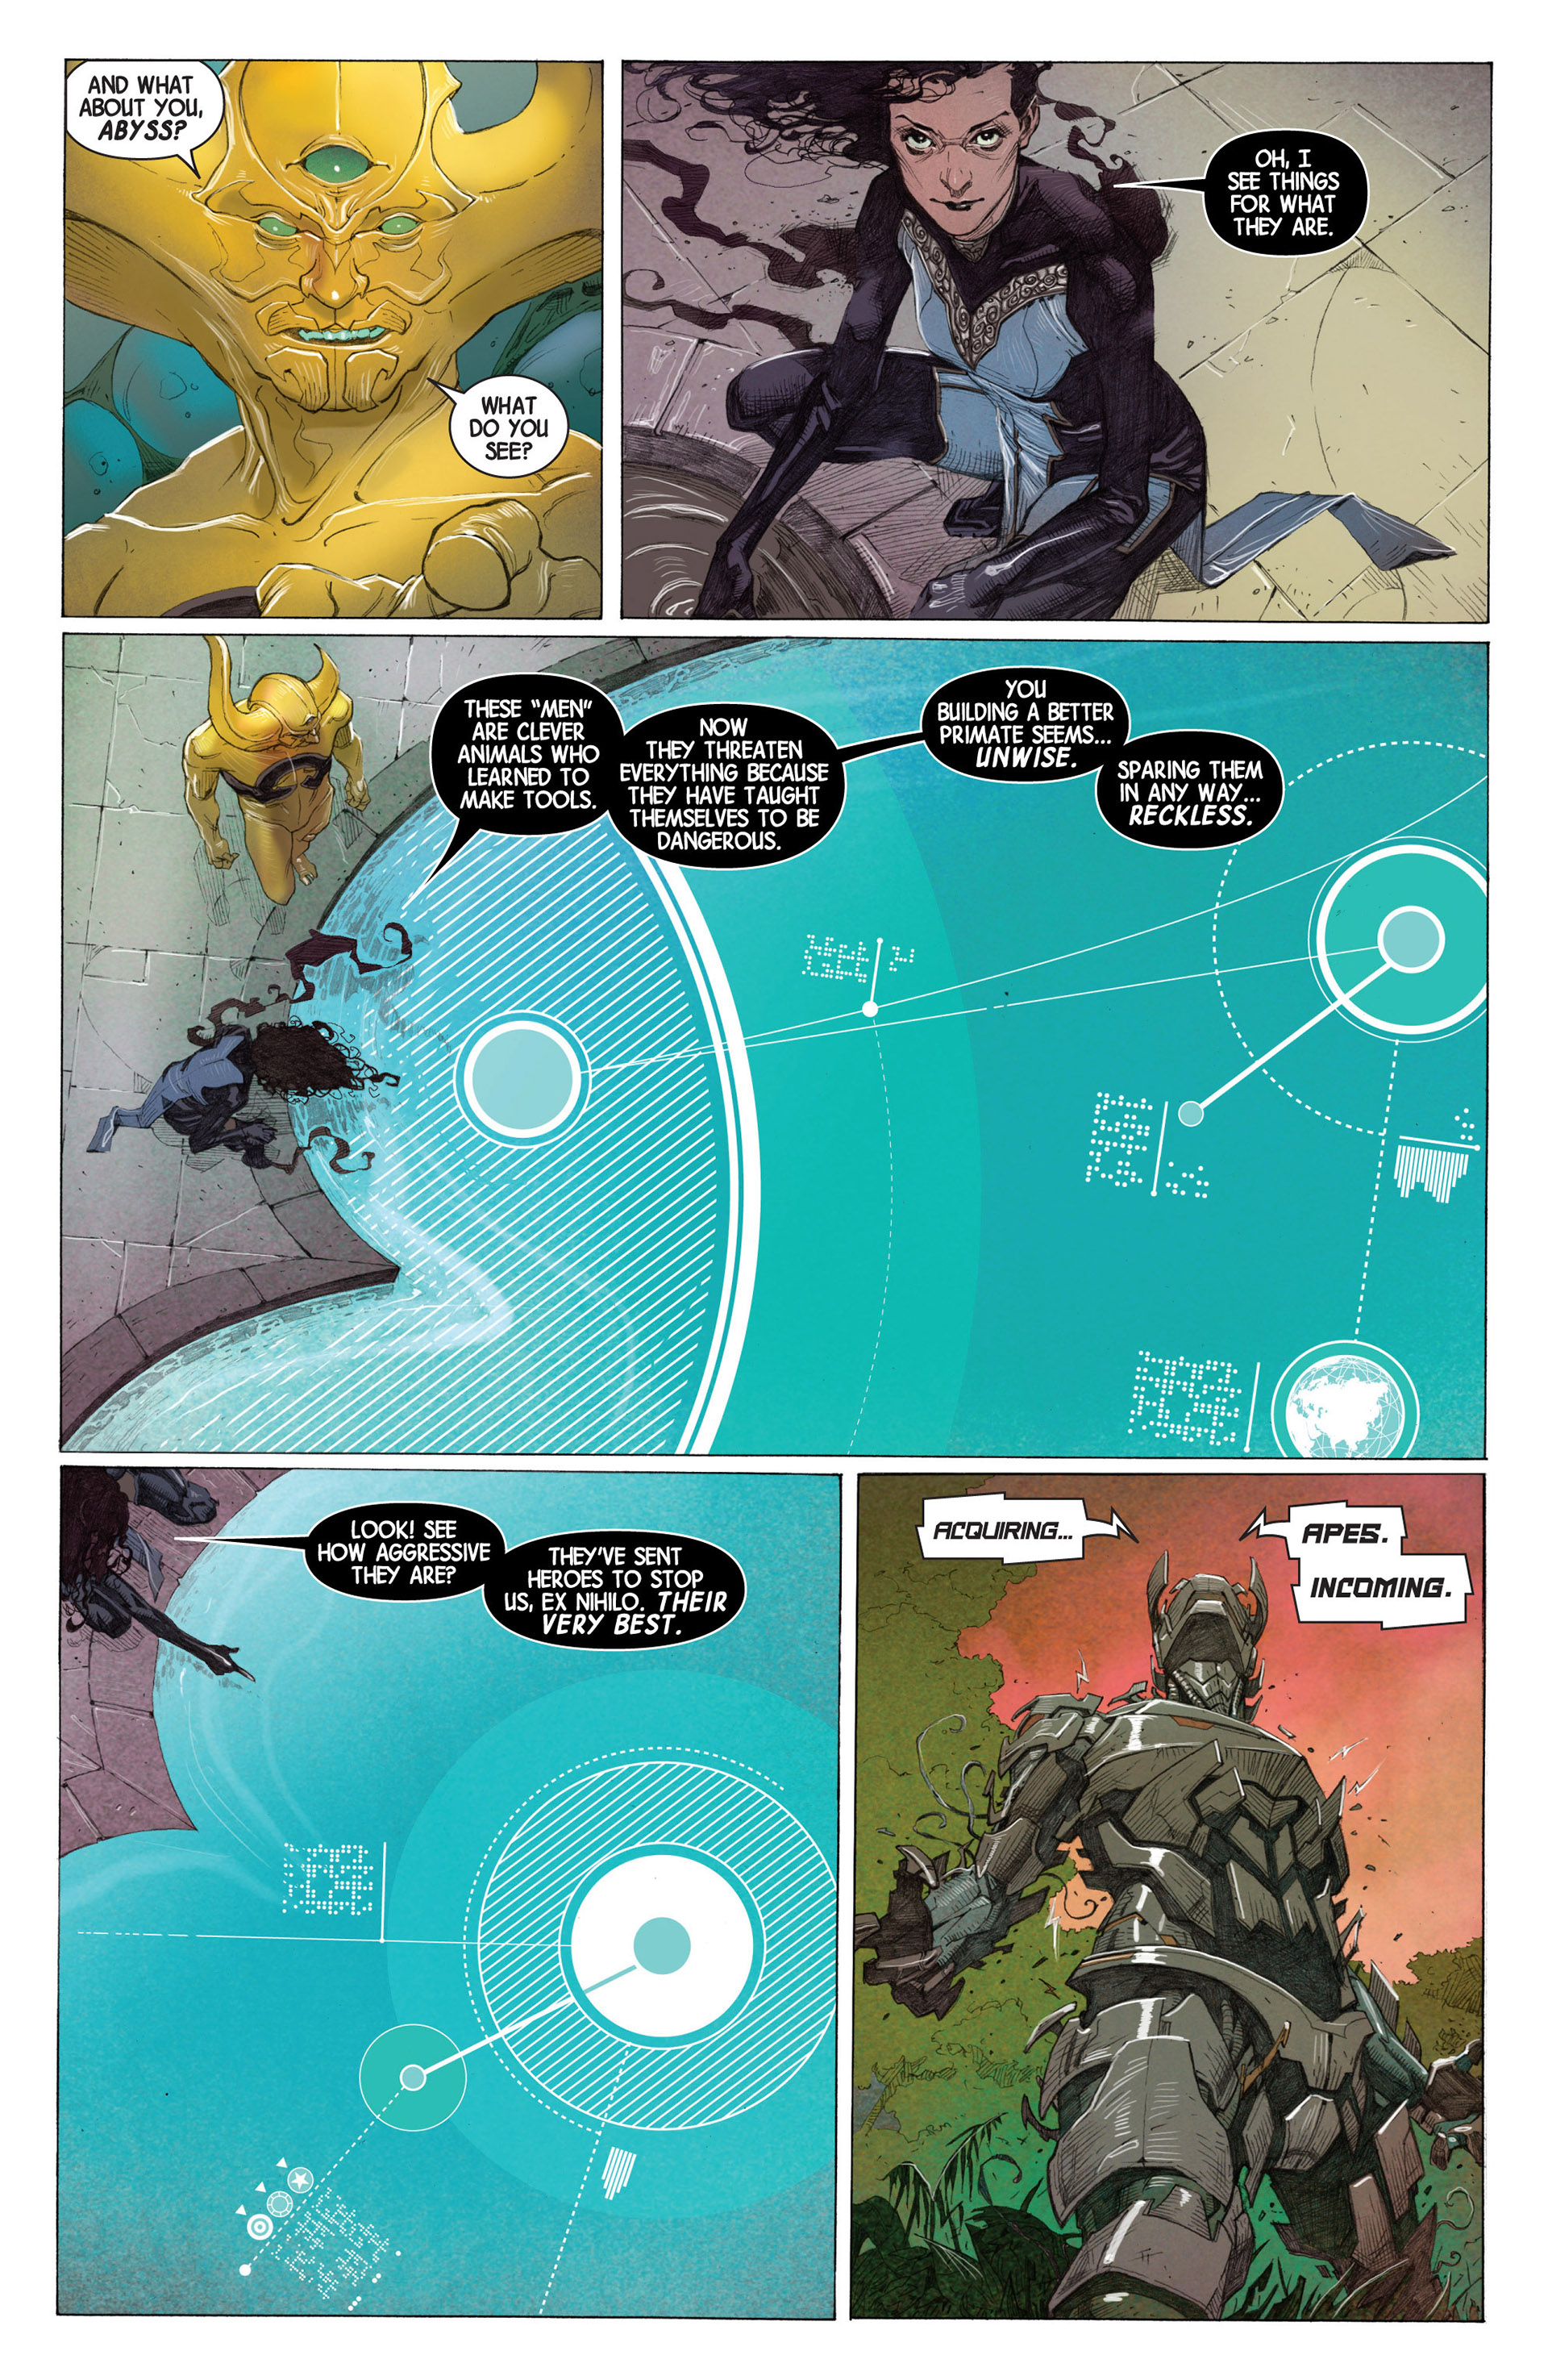 AND WHAT
ABOUT YOU,
ABYSS?
WHAT
DO YOU
SEE?
OH, I
SEE THINGS
FOR WHAT
THEY ARE.
THESE "MEN"
ARE CLEVER
ANIMALS WHO
LEARNED TO
MAKE TOOLS.
NOW
THEY THREATEN
EVERYTHING BECAUSE
THEY HAVE TAUGHT
THEMSELVES TO BE
DANGEROUS.
YOU
BUILDING A BETTER
PRIMATE SEEMS...
UNWISE.
SPARING THEM
IN ANY WAY...
RECKLESS.
LOOK! SEE
HOW AGGRESSIVE
THEY ARE?
THEY'VE SENT
HEROES TO STOP
US, EX NIHILO. THEIR
VERY BEST.
ACQUIRING...
APES.
INCOMING.